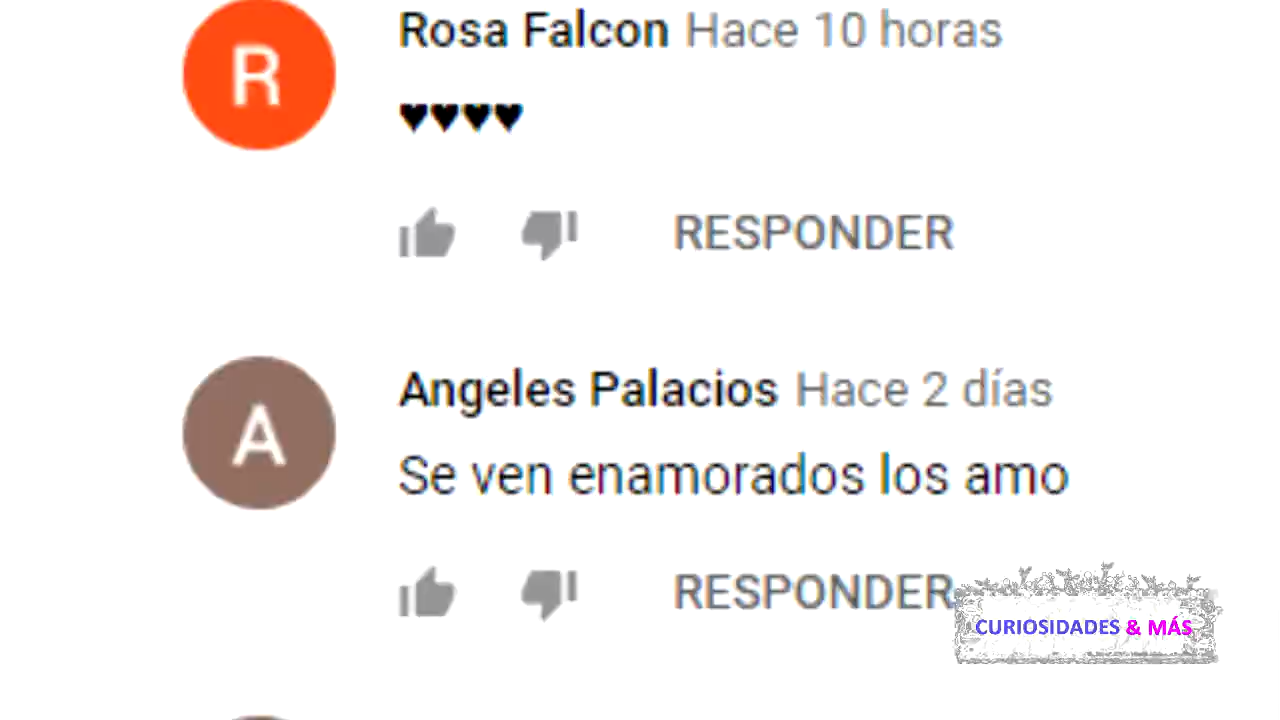 R
Rosa Falcon Hace 10 horas
♥♥♥♥
RESPONDER
A
Angeles Palacios Hace 2 días
Se ven enamorados los amo
RESPONDER
CURIOSIDADES & MÁS